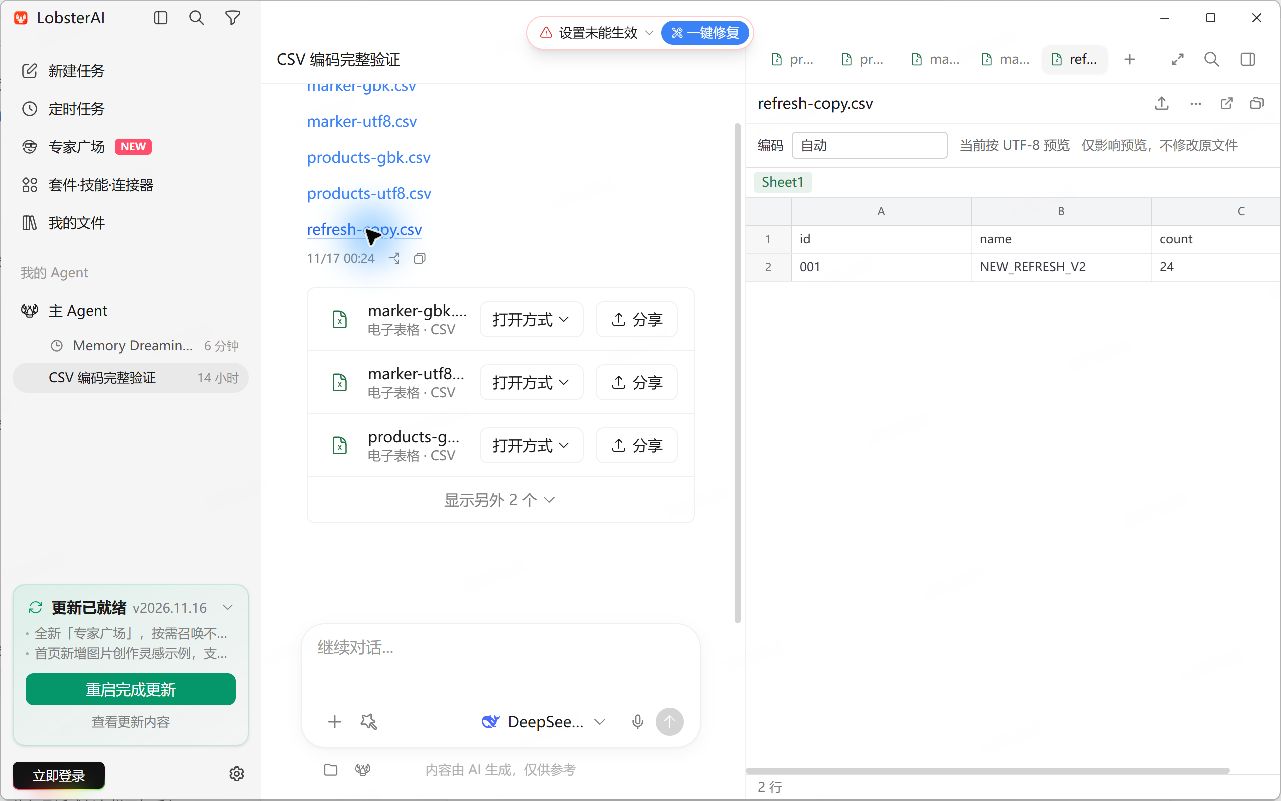 LobsterAI
新建任务
定时任务
专家广场 NEW
套件·技能·连接器
我的文件
我的 Agent
主 Agent
Memory Dreamin... 6 分钟
CSV 编码完整验证 14 小时
更新已就绪 v2026.11.16
· 全新「专家广场」，按需召唤不...
· 首页新增图片创作灵感示例，支...
重启完成更新
查看更新内容
立即登录
设置未能生效 一键修复
CSV 编码完整验证
marker-gbk.csv
marker-utf8.csv
products-gbk.csv
products-utf8.csv
refresh-copy.csv
11/17 00:24
marker-gbk....
电子表格 · CSV
打开方式 分享
marker-utf8...
电子表格 · CSV
打开方式 分享
products-g...
电子表格 · CSV
打开方式 分享
显示另外 2 个
继续对话...
DeepSee...
内容由 AI 生成，仅供参考
pr... pr... ma... ma... ref...
refresh-copy.csv
编码 自动 当前按 UTF-8 预览 仅影响预览，不修改原文件
Sheet1
A B C
1 id name count
2 001 NEW_REFRESH_V2 24
2 行